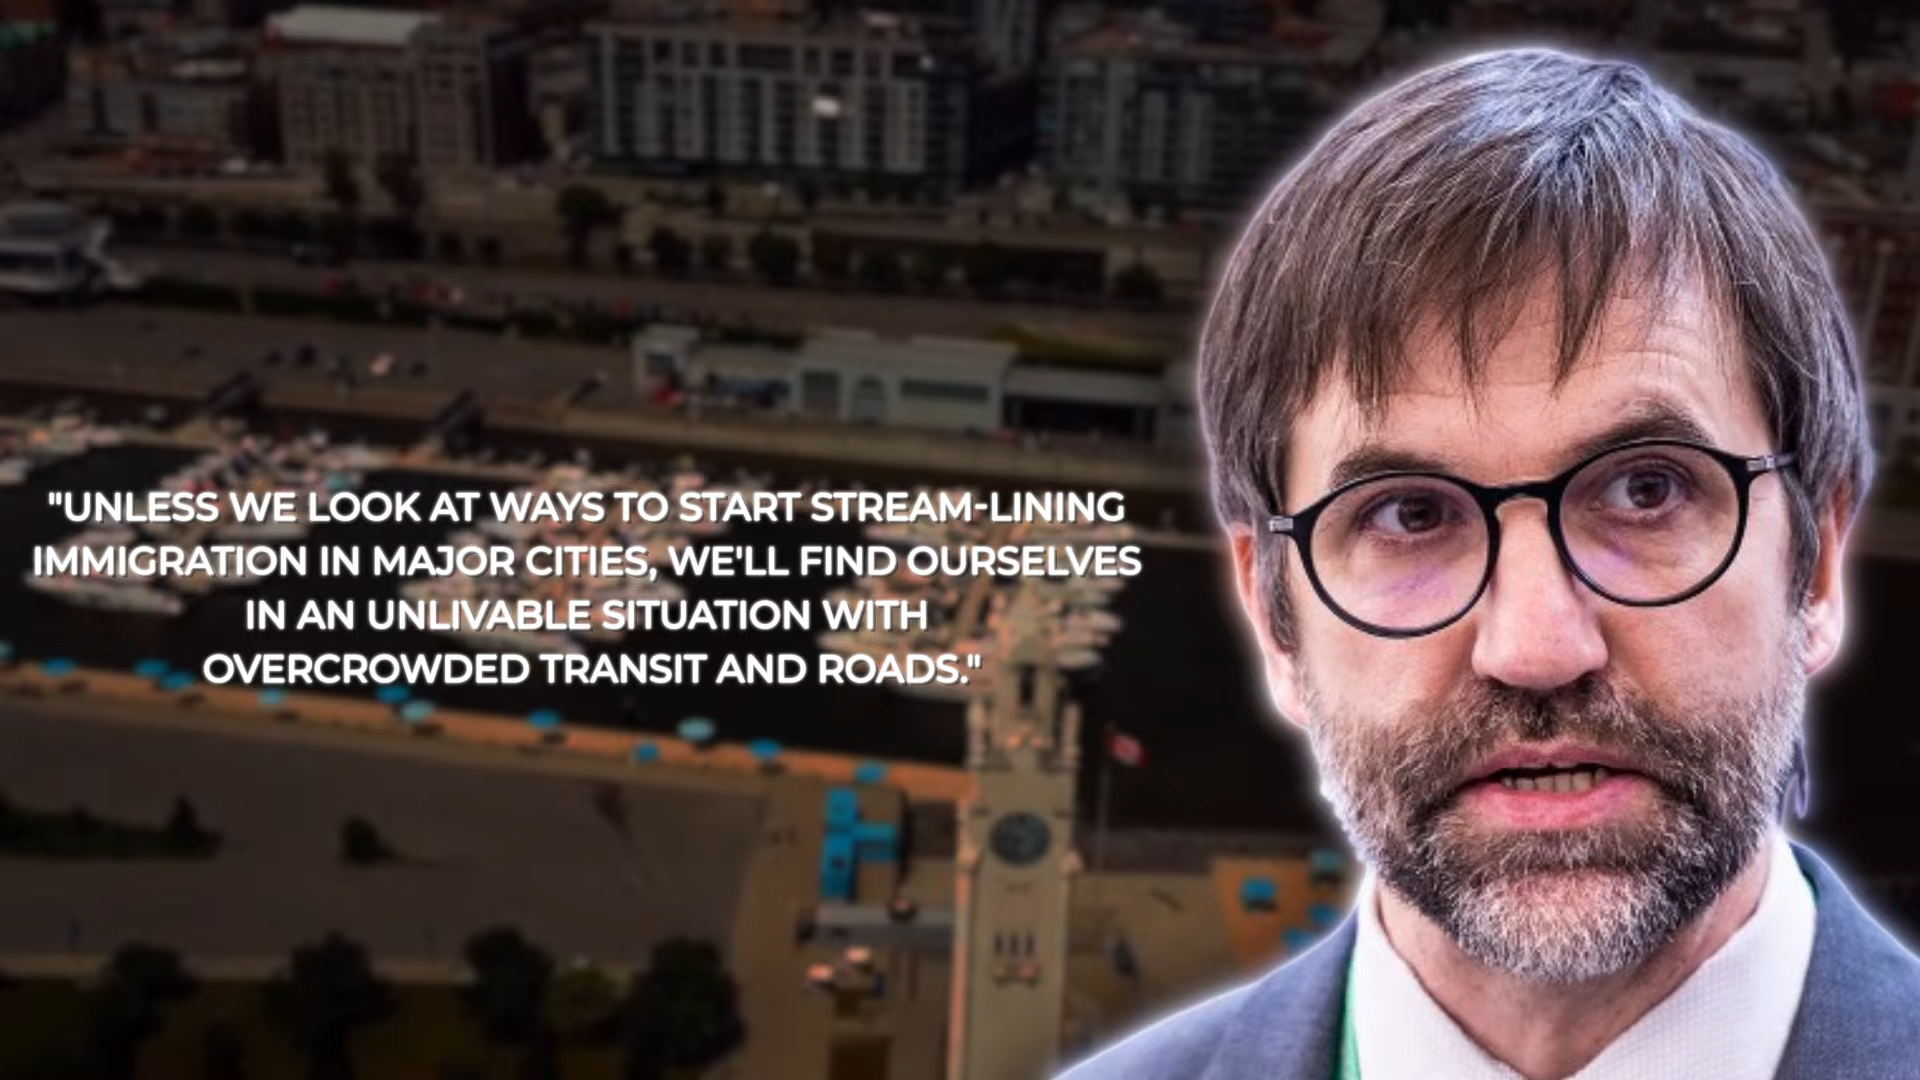 "UNLESS WE LOOK AT WAYS TO START STREAM-LINING
IMMIGRATION IN MAJOR CITIES, WE'LL FIND OURSELVES
IN AN UNLIVABLE SITUATION WITH
OVERCROWDED TRANSIT AND ROADS."